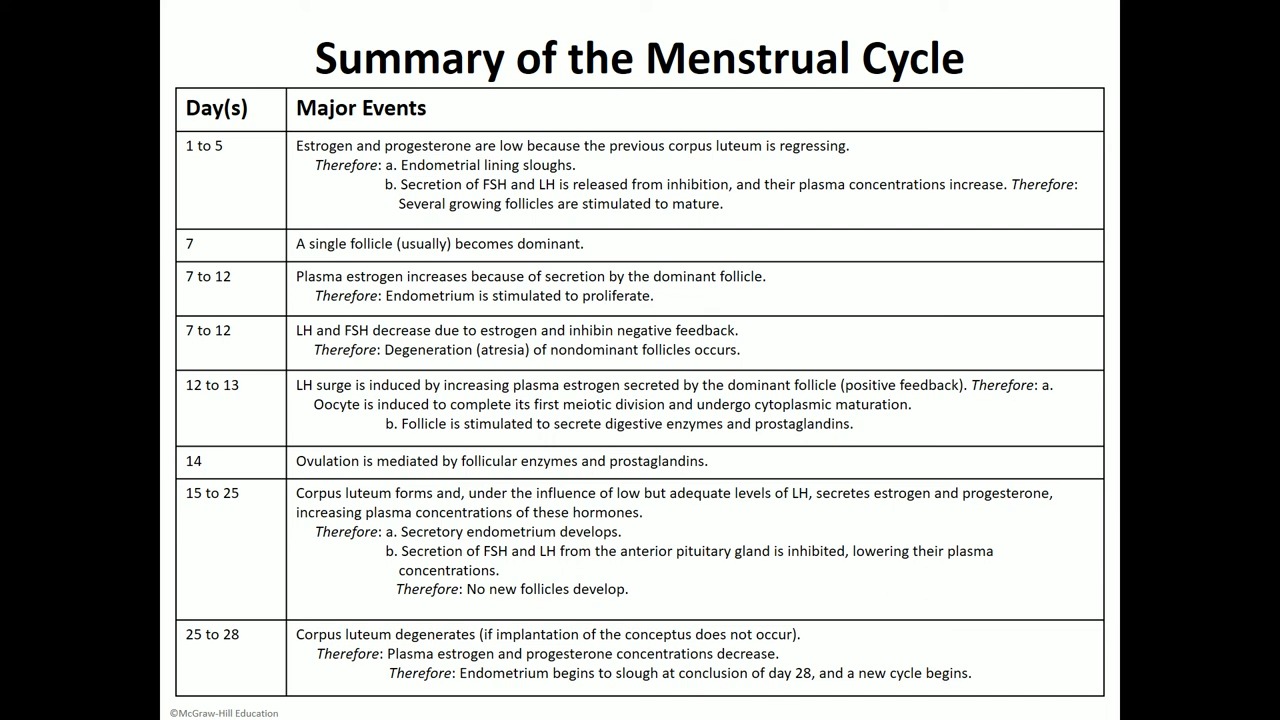 Summary of the Menstrual Cycle
Day(s) Major Events
1 to 5 Estrogen and progesterone are low because the previous corpus luteum is regressing.
Therefore: a. Endometrial lining sloughs.
b. Secretion of FSH and LH is released from inhibition, and their plasma concentrations increase. Therefore:
Several growing follicles are stimulated to mature.
7 A single follicle (usually) becomes dominant.
7 to 12 Plasma estrogen increases because of secretion by the dominant follicle.
Therefore: Endometrium is stimulated to proliferate.
7 to 12 LH and FSH decrease due to estrogen and inhibin negative feedback.
Therefore: Degeneration (atresia) of nondominant follicles occurs.
12 to 13 LH surge is induced by increasing plasma estrogen secreted by the dominant follicle (positive feedback). Therefore: a.
Oocyte is induced to complete its first meiotic division and undergo cytoplasmic maturation.
b. Follicle is stimulated to secrete digestive enzymes and prostaglandins.
14 Ovulation is mediated by follicular enzymes and prostaglandins.
15 to 25 Corpus luteum forms and, under the influence of low but adequate levels of LH, secretes estrogen and progesterone,
increasing plasma concentrations of these hormones.
Therefore: a. Secretory endometrium develops.
b. Secretion of FSH and LH from the anterior pituitary gland is inhibited, lowering their plasma
concentrations.
Therefore: No new follicles develop.
25 to 28 Corpus luteum degenerates (if implantation of the conceptus does not occur).
Therefore: Plasma estrogen and progesterone concentrations decrease.
Therefore: Endometrium begins to slough at conclusion of day 28, and a new cycle begins.
©McGraw-Hill Education